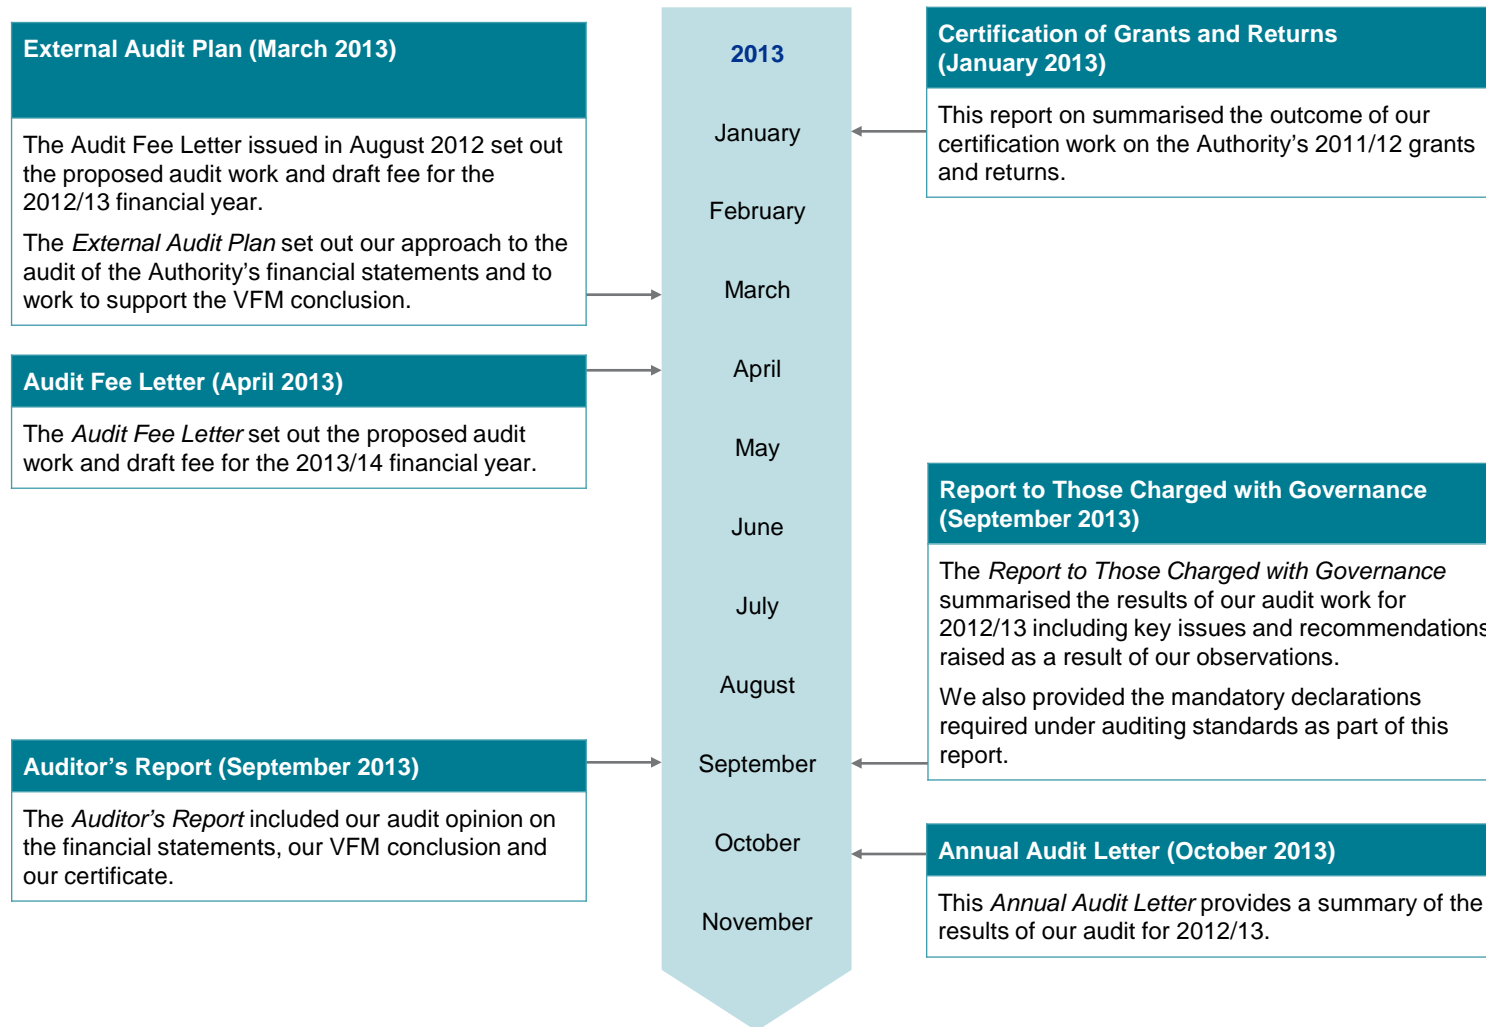 External Audit Plan (March 2013)
The Audit Fee Letter issued in August 2012 set out
the proposed audit work and draft fee for the
2012/13 financial year.
The External Audit Plan set out our approach to the
audit of the Authority’s financial statements and to
work to support the VFM conclusion.
Audit Fee Letter (April 2013)
The Audit Fee Letter set out the proposed audit
work and draft fee for the 2013/14 financial year.
Auditor’s Report (September 2013)
The Auditor’s Report included our audit opinion on
the financial statements, our VFM conclusion and
our certificate.
2013
January
February
March
April
May
June
July
August
September
October
November
Certification of Grants and Returns
(January 2013)
This report on summarised the outcome of our
certification work on the Authority’s 2011/12 grants
and returns.
Report to Those Charged with Governance
(September 2013)
The Report to Those Charged with Governance
summarised the results of our audit work for
2012/13 including key issues and recommendations
raised as a result of our observations.
We also provided the mandatory declarations
required under auditing standards as part of this
report.
Annual Audit Letter (October 2013)
This Annual Audit Letter provides a summary of the
results of our audit for 2012/13.